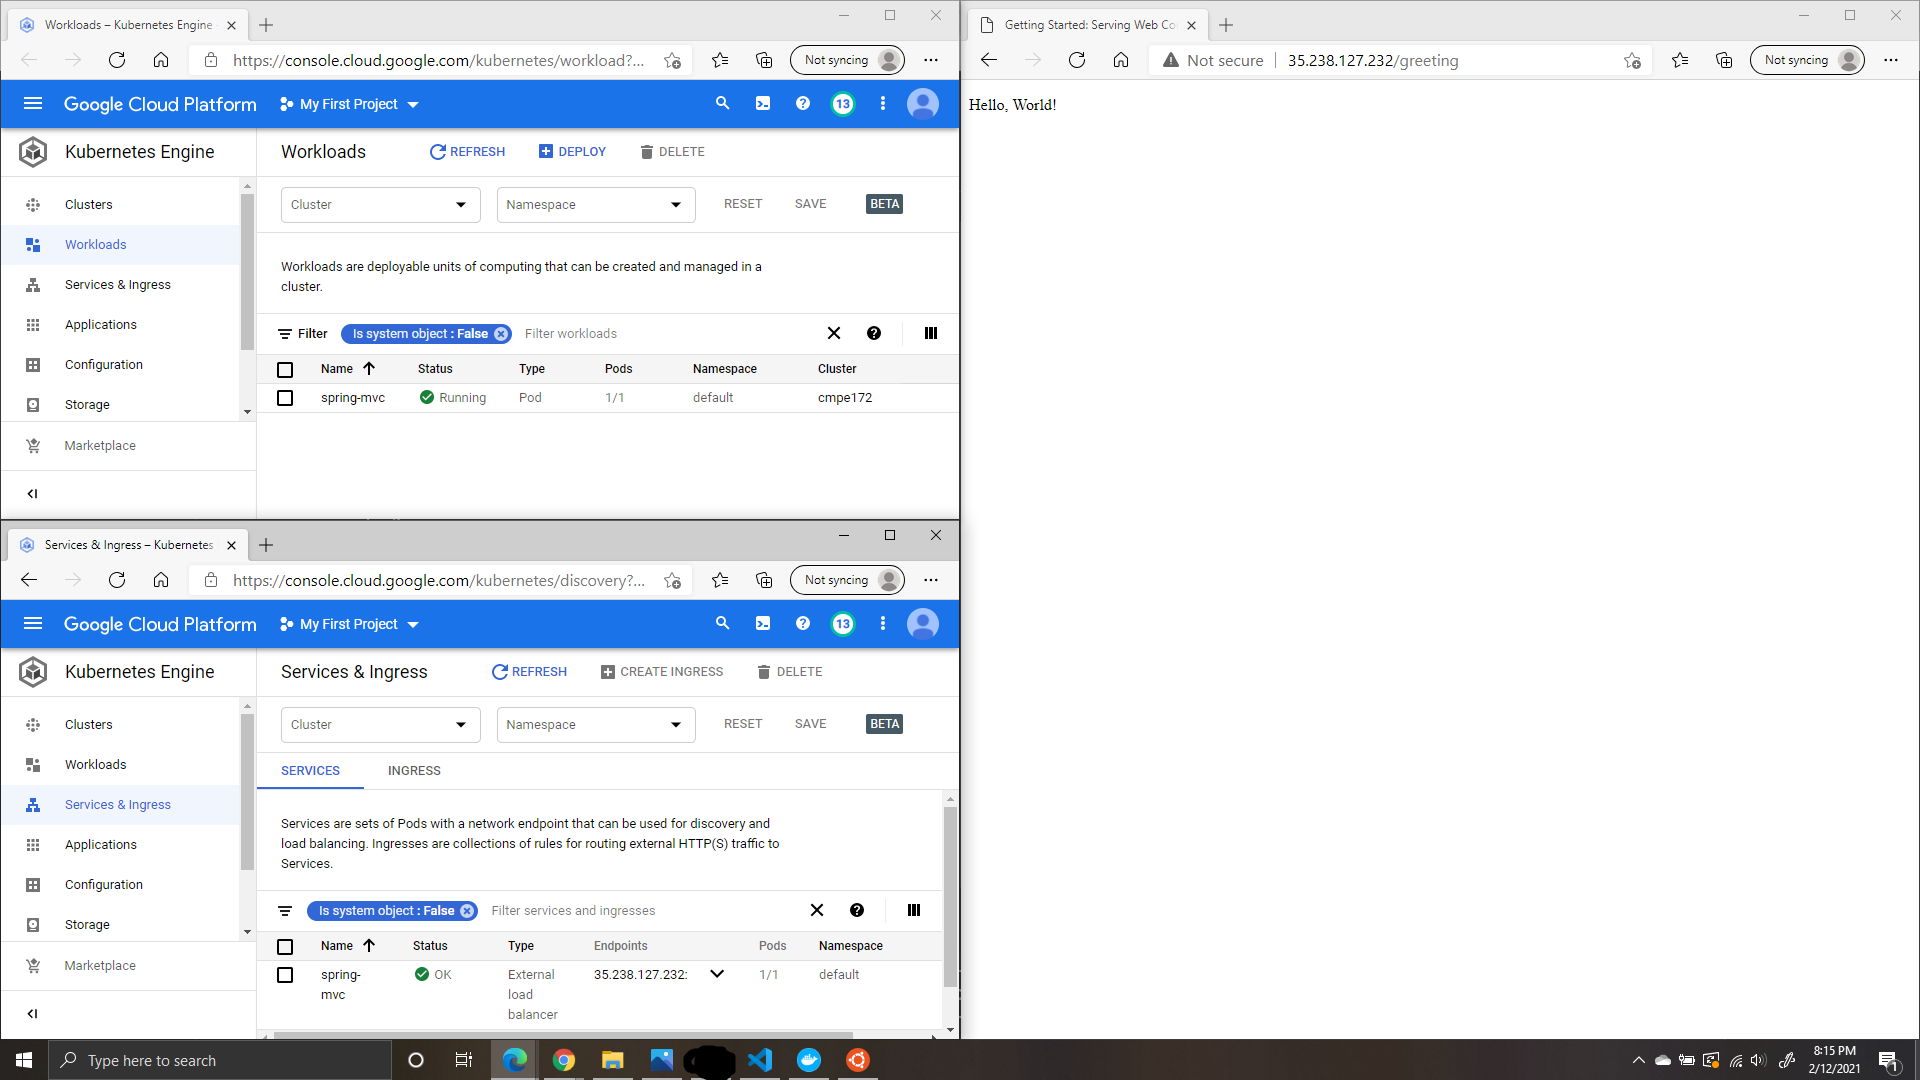 Workloads – Kubernetes Engine
https://console.cloud.google.com/kubernetes/workload?...
Not syncing
Google Cloud Platform
My First Project
13
Kubernetes Engine
Workloads
REFRESH
DEPLOY
DELETE
Clusters
Workloads
Services & Ingress
Applications
Configuration
Storage
Marketplace
Cluster
Namespace
RESET
SAVE
BETA
Workloads are deployable units of computing that can be created and managed in a
cluster.
Filter
Is system object : False
Filter workloads
Name Status Type Pods Namespace Cluster
spring-mvc Running Pod 1/1 default cmpe172
Services & Ingress – Kubernetes
https://console.cloud.google.com/kubernetes/discovery?...
Not syncing
Google Cloud Platform
My First Project
13
Kubernetes Engine
Services & Ingress
REFRESH
CREATE INGRESS
DELETE
Clusters
Workloads
Services & Ingress
Applications
Configuration
Storage
Marketplace
Cluster
Namespace
RESET
SAVE
BETA
SERVICES
INGRESS
Services are sets of Pods with a network endpoint that can be used for discovery and
load balancing. Ingresses are collections of rules for routing external HTTP(S) traffic to
Services.
Is system object : False
Filter services and ingresses
Name Status Type Endpoints Pods Namespace
spring- OK External 35.238.127.232: 1/1 default
mvc load
balancer
Getting Started: Serving Web Co
Not secure
35.238.127.232/greeting
Not syncing
Hello, World!
Type here to search
8:15 PM
2/12/2021
1